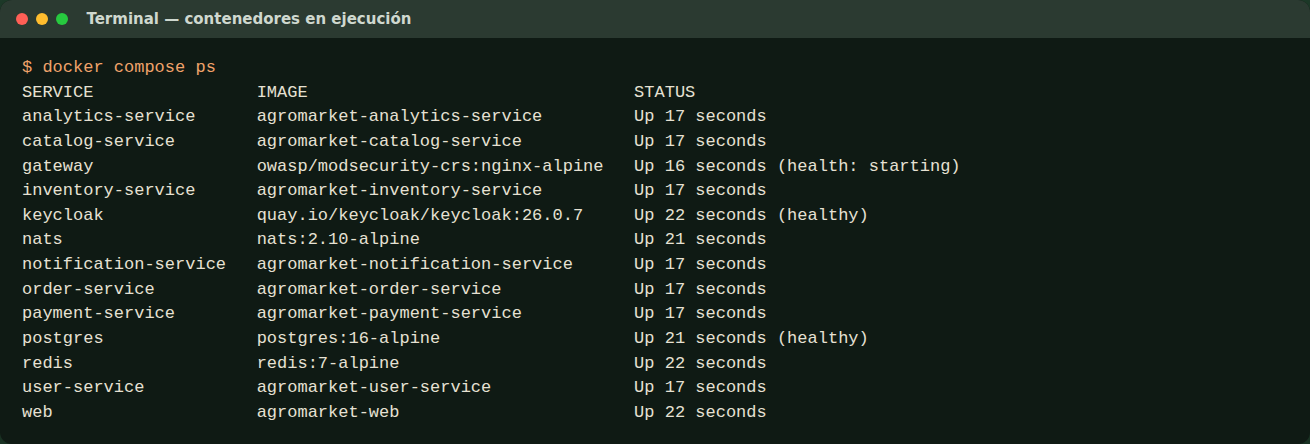 Terminal — contenedores en ejecución
$ docker compose ps
SERVICE                IMAGE                                STATUS
analytics-service      agromarket-analytics-service         Up 17 seconds
catalog-service        agromarket-catalog-service           Up 17 seconds
gateway                owasp/modsecurity-crs:nginx-alpine   Up 16 seconds (health: starting)
inventory-service      agromarket-inventory-service         Up 17 seconds
keycloak               quay.io/keycloak/keycloak:26.0.7     Up 22 seconds (healthy)
nats                   nats:2.10-alpine                     Up 21 seconds
notification-service   agromarket-notification-service      Up 17 seconds
order-service          agromarket-order-service             Up 17 seconds
payment-service        agromarket-payment-service           Up 17 seconds
postgres               postgres:16-alpine                   Up 21 seconds (healthy)
redis                  redis:7-alpine                       Up 22 seconds
user-service           agromarket-user-service              Up 17 seconds
web                    agromarket-web                       Up 22 seconds